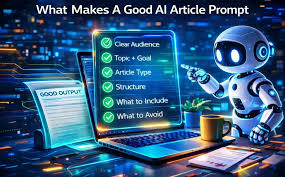 What Makes A Good AI Article Prompt
Clear Audience
Topic + Goal
Article Type
Structure
What to Include
What to Avoid
GOOD OUTPUT